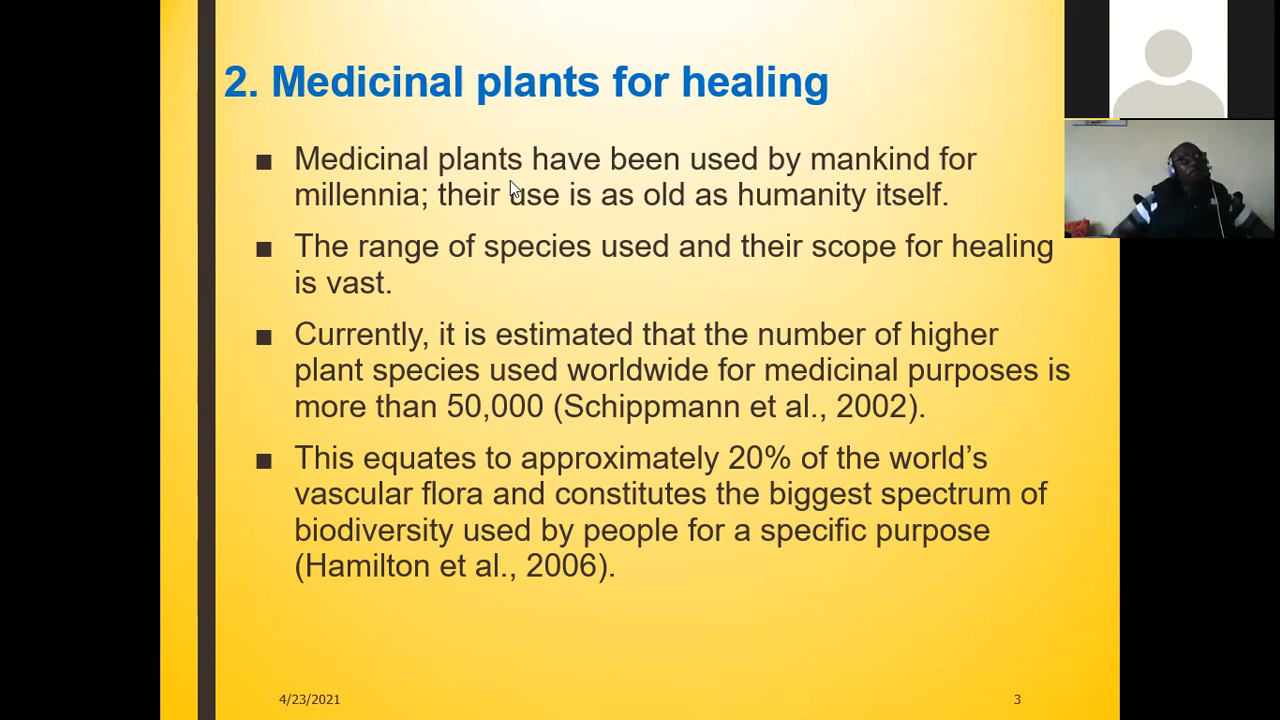 2. Medicinal plants for healing
■ Medicinal plants have been used by mankind for
millennia; their use is as old as humanity itself.
■ The range of species used and their scope for healing
is vast.
■ Currently, it is estimated that the number of higher
plant species used worldwide for medicinal purposes is
more than 50,000 (Schippmann et al., 2002).
■ This equates to approximately 20% of the world’s
vascular flora and constitutes the biggest spectrum of
biodiversity used by people for a specific purpose
(Hamilton et al., 2006).
4/23/2021
3